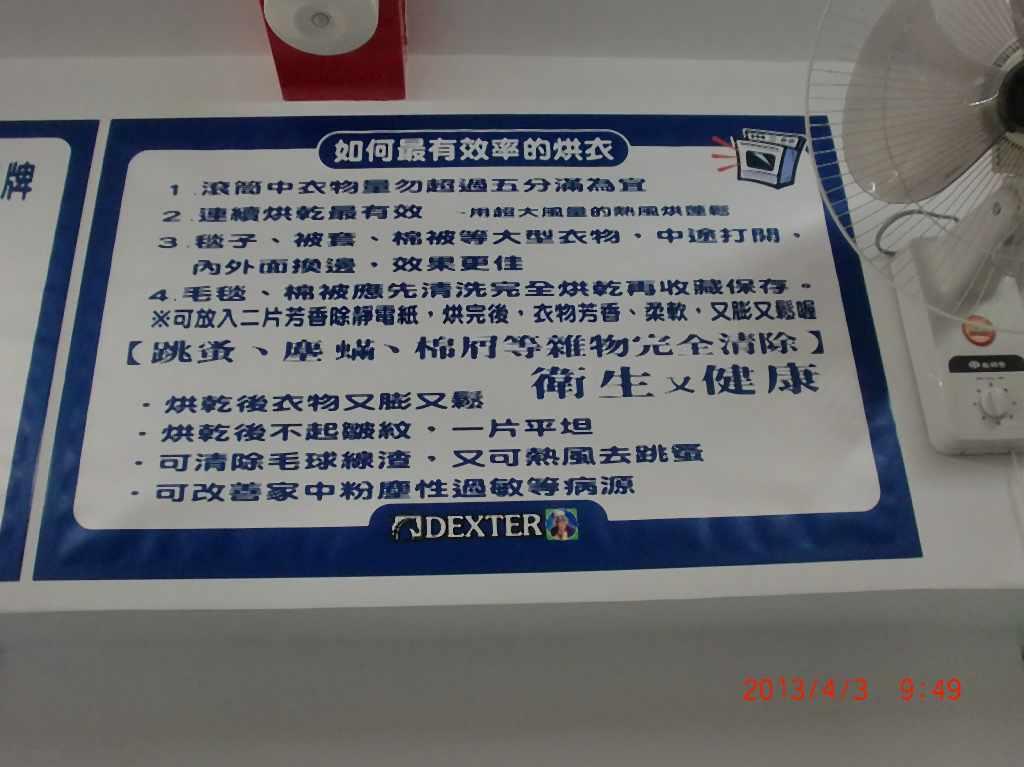 牌
如何最有效率的烘衣
1.滾筒中衣物量勿超過五分滿為宜
2.連續烘乾最有效 -用超大風量的熱風烘蓬鬆
3.毯子、被套、棉被等大型衣物,中途打開,
內外面換邊,效果更佳
4.毛毯、棉被應先清洗完全烘乾再收藏保存。
※可放入二片芳香除靜電紙,烘完後,衣物芳香、柔軟,又膨又鬆喔
【跳蚤、塵蟎、棉屑等雜物完全清除】
衛生又健康
·烘乾後衣物又膨又鬆
·烘乾後不起皺紋,一片平坦
·可清除毛球線渣,又可熱風去跳蚤
·可改善家中粉塵性過敏等病源
DEXTER
2013/4/3 9:49